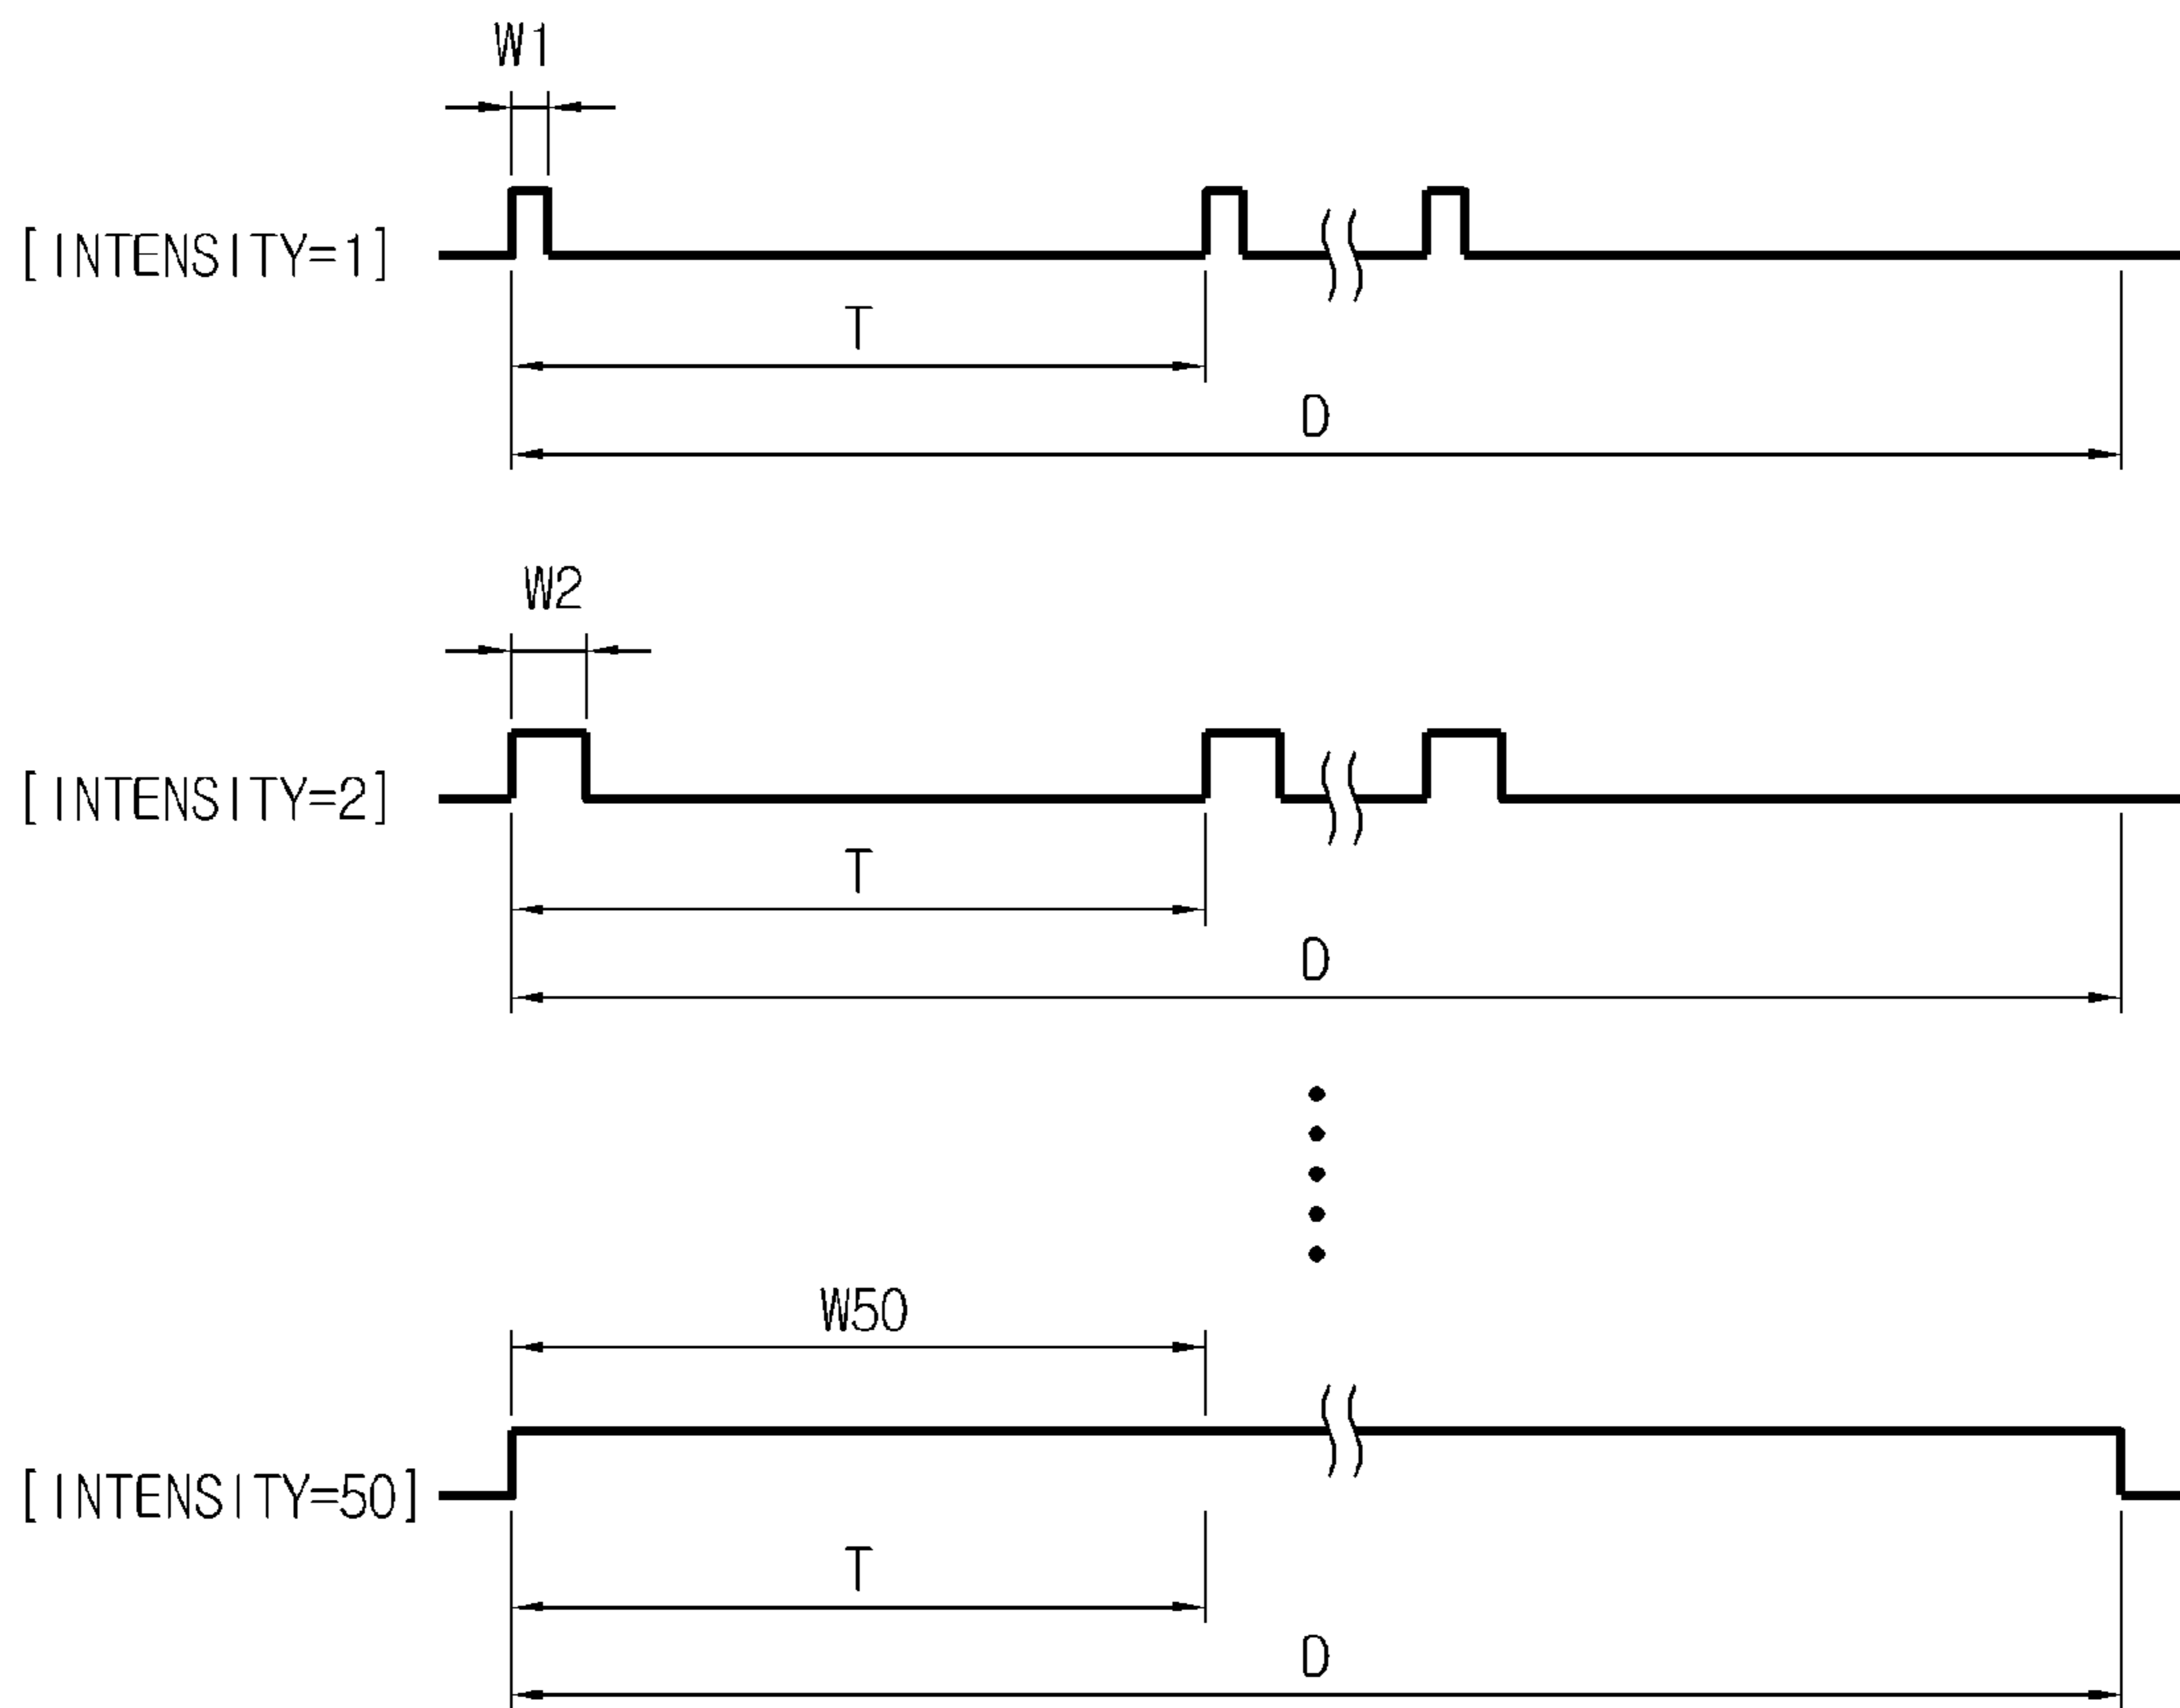 W1
[INTENSITY=1]
T
D
W2
[INTENSITY=2]
T
D
W50
[INTENSITY=50]
T
D